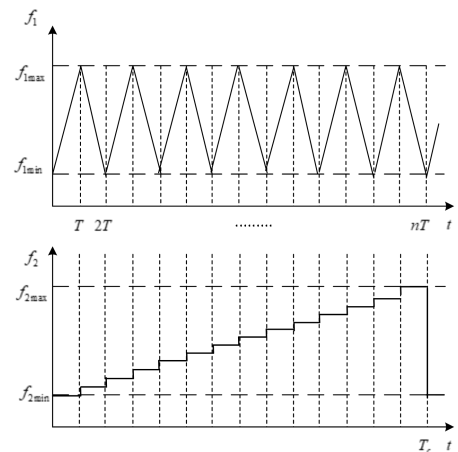 f1
f1max
f1min
T 2T ......... nT t
f2
f2max
f2min
Tc t